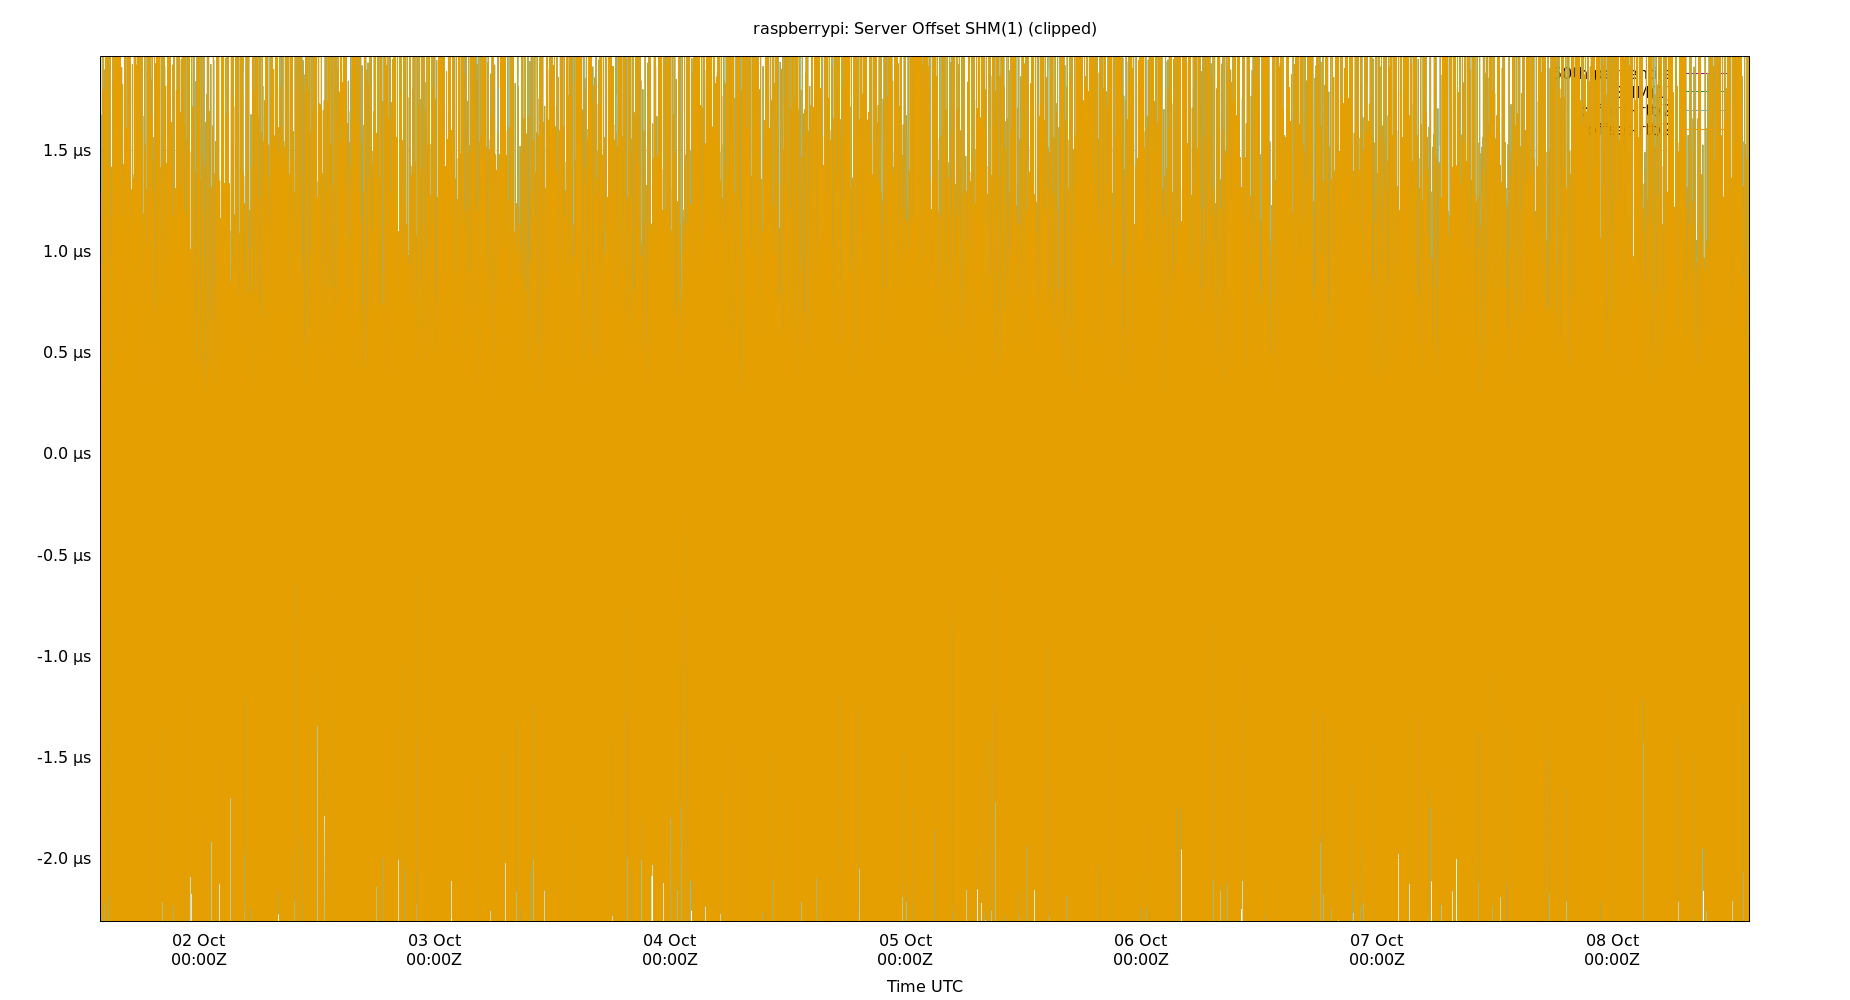 raspberrypi: Server Offset SHM(1) (clipped)
1.5 µs
1.0 µs
0.5 µs
0.0 µs
-0.5 µs
-1.0 µs
-1.5 µs
-2.0 µs
02 Oct 03 Oct 04 Oct 05 Oct 06 Oct 07 Oct 08 Oct
00:00Z 00:00Z 00:00Z 00:00Z 00:00Z 00:00Z 00:00Z
Time UTC